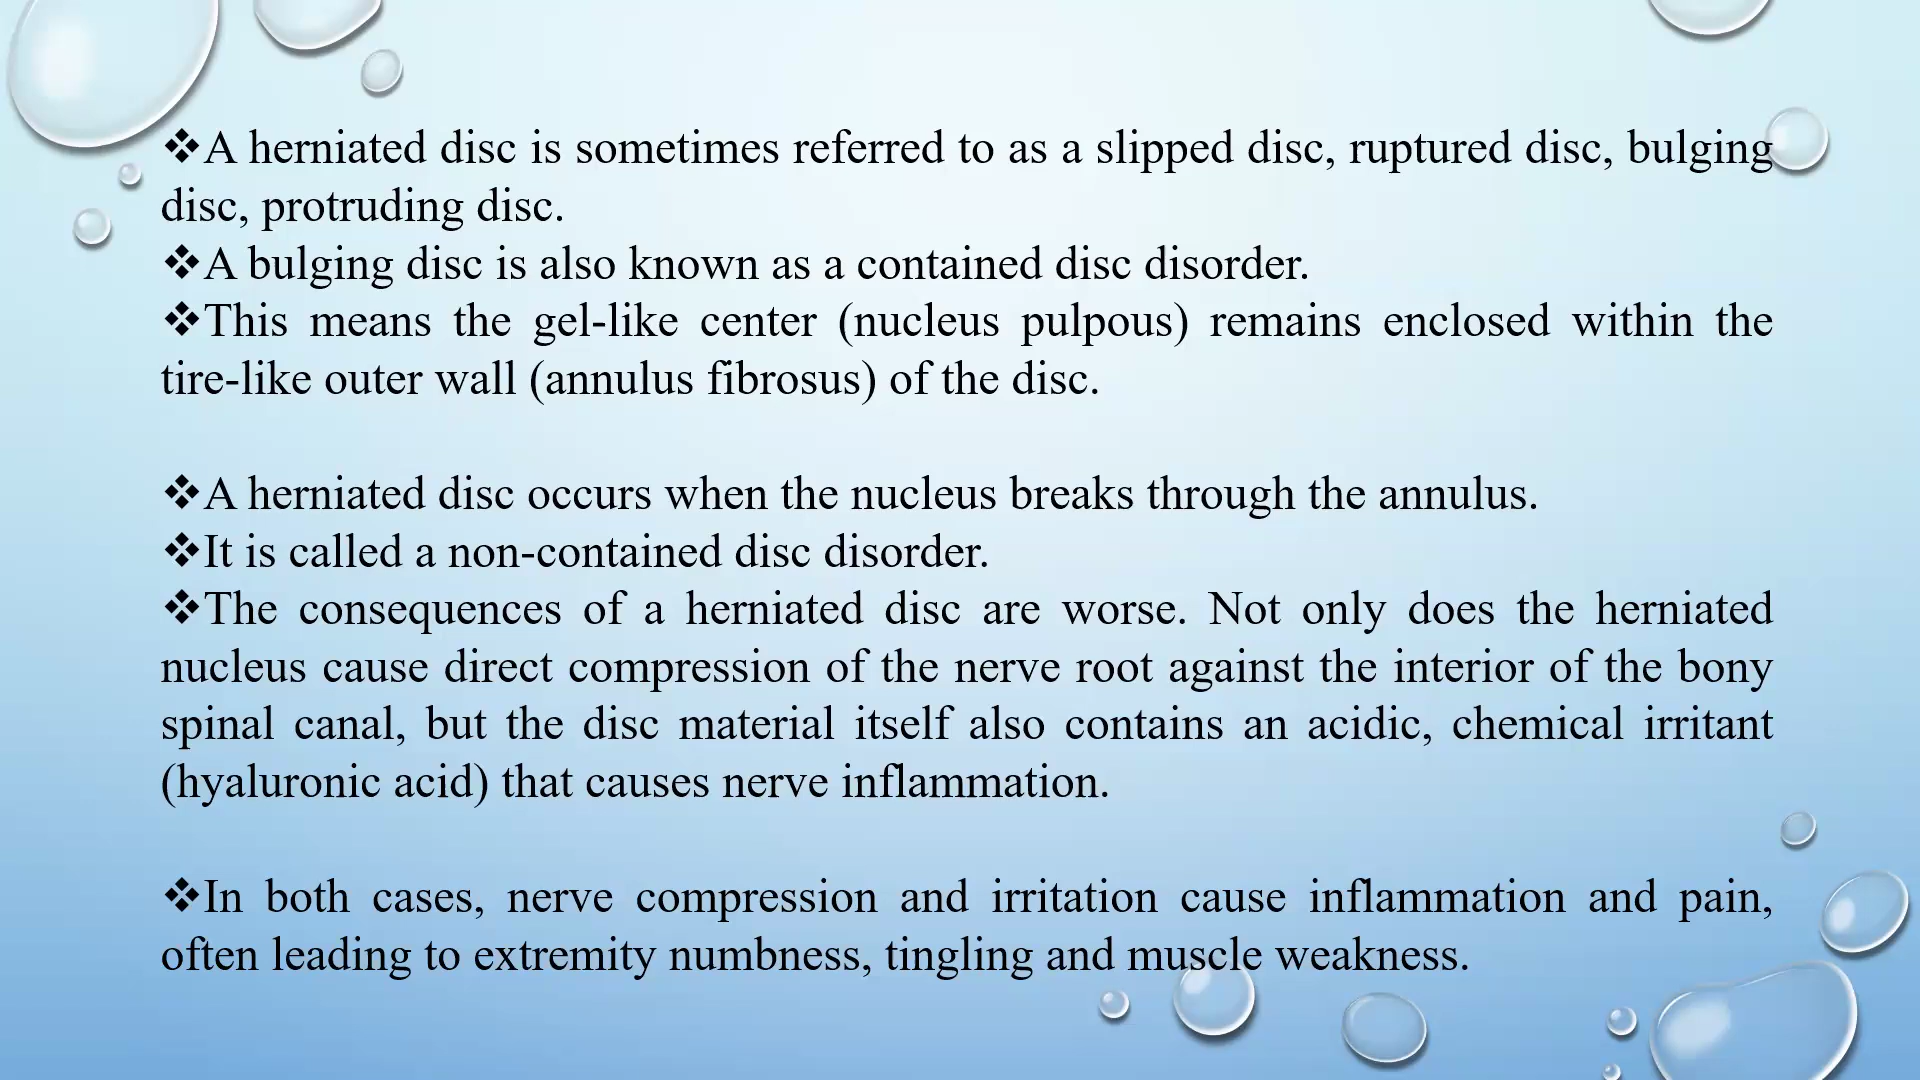 ❖A herniated disc is sometimes referred to as a slipped disc, ruptured disc, bulging
disc, protruding disc.
❖A bulging disc is also known as a contained disc disorder.
❖This means the gel-like center (nucleus pulpous) remains enclosed within the
tire-like outer wall (annulus fibrosus) of the disc.
❖A herniated disc occurs when the nucleus breaks through the annulus.
❖It is called a non-contained disc disorder.
❖The consequences of a herniated disc are worse. Not only does the herniated
nucleus cause direct compression of the nerve root against the interior of the bony
spinal canal, but the disc material itself also contains an acidic, chemical irritant
(hyaluronic acid) that causes nerve inflammation.
❖In both cases, nerve compression and irritation cause inflammation and pain,
often leading to extremity numbness, tingling and muscle weakness.